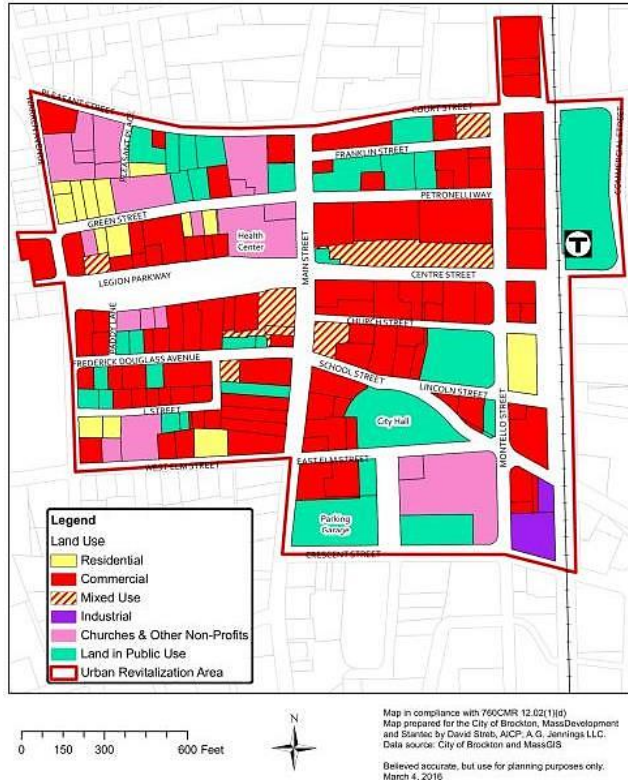 PLEASANT STREET
WARREN AVENUE
PLEASANT PLACE
COURT STREET
COMMERCIAL STREET
FRANKLIN STREET
PETRONELLI WAY
GREEN STREET
Health
Center
T
MAIN STREET
LEGION PARKWAY
CENTRE STREET
CHURCH STREET
FREDERICK DOUGLASS AVENUE
SCHOOL STREET
LINCOLN STREET
L STREET
MONTELLO STREET
City Hall
WEST ELM STREET
EAST ELM STREET
Parking
Garage
CRESCENT STREET
Legend
Land Use
Residential
Commercial
Mixed Use
Industrial
Churches & Other Non-Profits
Land in Public Use
Urban Revitalization Area
0 150 300 600 Feet
N
Map in compliance with 760CMR 12.02(1)(d)
Map prepared for the City of Brockton, MassDevelopment
and Stantec by David Streb, AICP; A.G. Jennings LLC.
Data source: City of Brockton and MassGIS
Believed accurate, but use for planning purposes only.
March 4, 2016